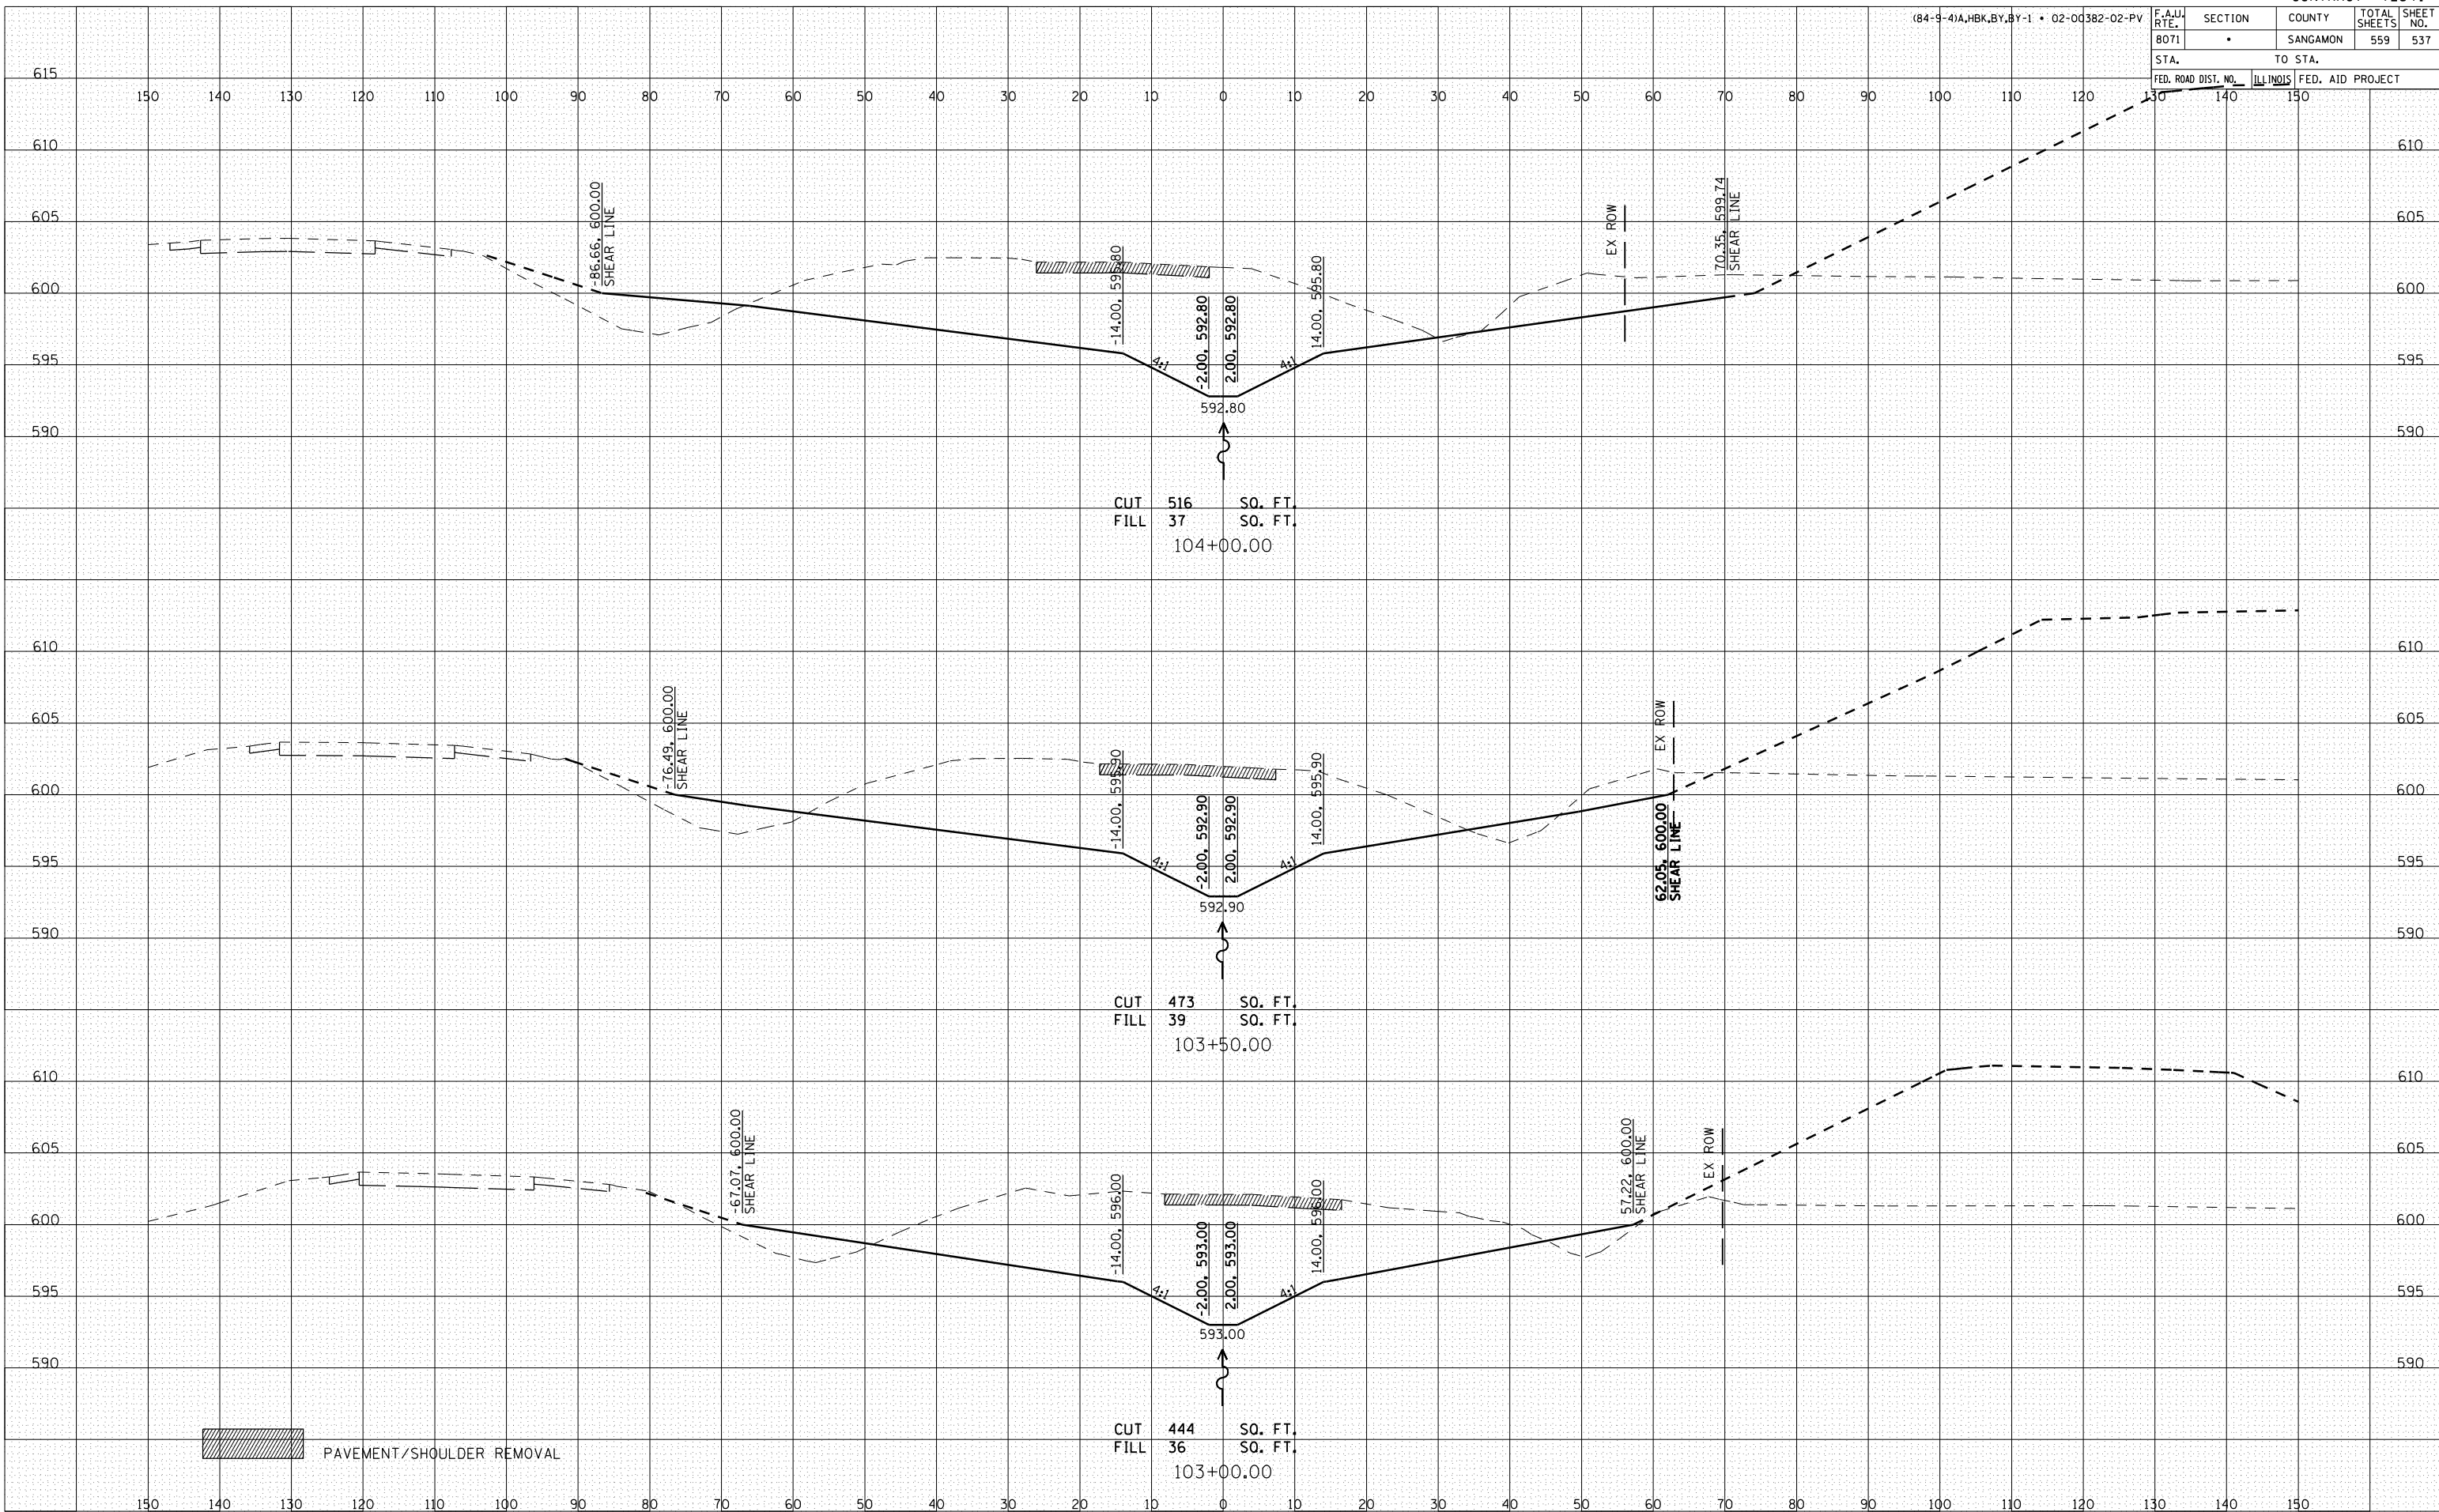 (84-9-4)A,HBK,BY,BY-1 • 02-00382-02-PV
F.A.U. RTE. SECTION COUNTY TOTAL SHEETS SHEET NO.
8071 • SANGAMON 559 537
STA. TO STA.
FED. ROAD DIST. NO. ILLINOIS FED. AID PROJECT
615
150 140 130 120 110 100 90 80 70 60 50 40 30 20 10 0 10 20 30 40 50 60 70 80 90 100 110 120 130 140 150
610 610
605 605
600 600
595 595
590 590
-86.66, 600.00
SHEAR LINE
-14.00, 595.80
4:1
-2.00, 592.80
2.00, 592.80
4:1
14.00, 595.80
EX ROW
70.35, 599.74
SHEAR LINE
592.80
CUT 516 SQ. FT.
FILL 37 SQ. FT.
104+00.00
610 610
605 605
600 600
595 595
590 590
-76.49, 600.00
SHEAR LINE
-14.00, 595.90
4:1
-2.00, 592.90
2.00, 592.90
4:1
14.00, 595.90
EX ROW
62.05, 600.00
SHEAR LINE
592.90
CUT 473 SQ. FT.
FILL 39 SQ. FT.
103+50.00
610 610
605 605
600 600
595 595
590 590
-67.07, 600.00
SHEAR LINE
-14.00, 596.00
4:1
-2.00, 593.00
2.00, 593.00
4:1
14.00, 596.00
57.22, 600.00
SHEAR LINE
EX ROW
593.00
CUT 444 SQ. FT.
FILL 36 SQ. FT.
103+00.00
PAVEMENT/SHOULDER REMOVAL
150 140 130 120 110 100 90 80 70 60 50 40 30 20 10 0 10 20 30 40 50 60 70 80 90 100 110 120 130 140 150